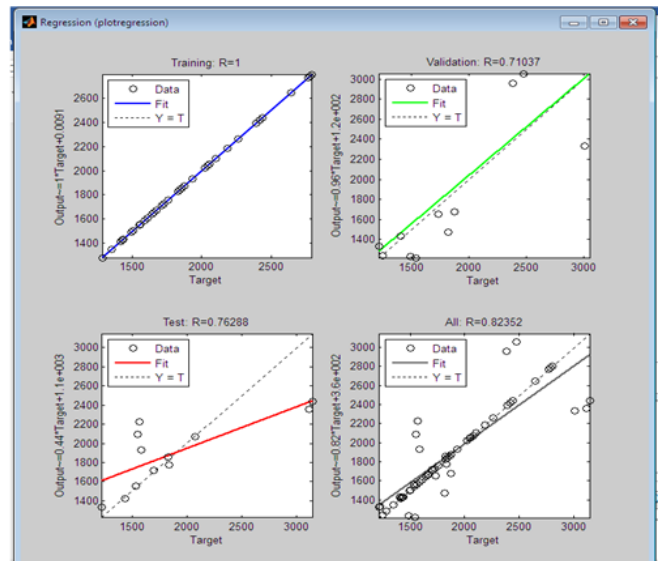 Regression (plotregression)
Training: R=1
Output~=1*Target+0.0091
2600
2400
2200
2000
1800
1600
1400
Data
Fit
Y = T
1500
2000
2500
Target
Validation: R=0.71037
Output~=0.96*Target+1.2e+002
3000
2800
2600
2400
2200
2000
1800
1600
1400
Data
Fit
Y = T
1500
2000
2500
3000
Target
Test: R=0.76288
Output~=0.44*Target+1.1e+003
3000
2800
2600
2400
2200
2000
1800
1600
1400
Data
Fit
Y = T
1500
2000
2500
3000
Target
All: R=0.82352
Output~=0.82*Target+3.6e+002
3000
2800
2600
2400
2200
2000
1800
1600
1400
Data
Fit
Y = T
1500
2000
2500
3000
Target